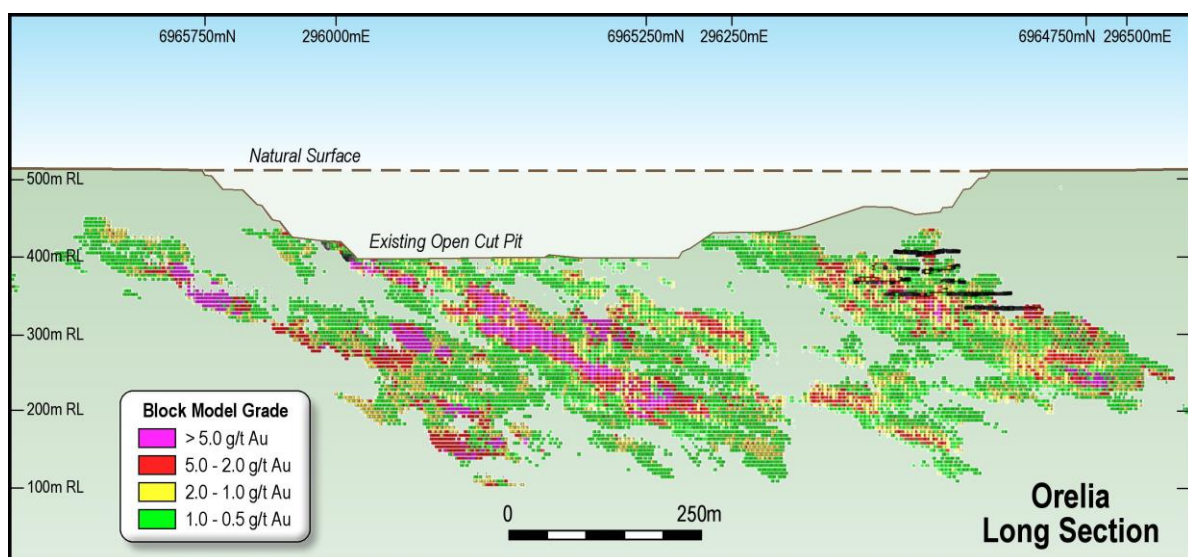 6965750mN 296000mE 6965250mN 296250mE 6964750mN 296500mE
Natural Surface
500m RL
Existing Open Cut Pit
400m RL
300m RL
200m RL
100m RL
Block Model Grade
> 5.0 g/t Au
5.0 - 2.0 g/t Au
2.0 - 1.0 g/t Au
1.0 - 0.5 g/t Au
0 250m
Orelia
Long Section